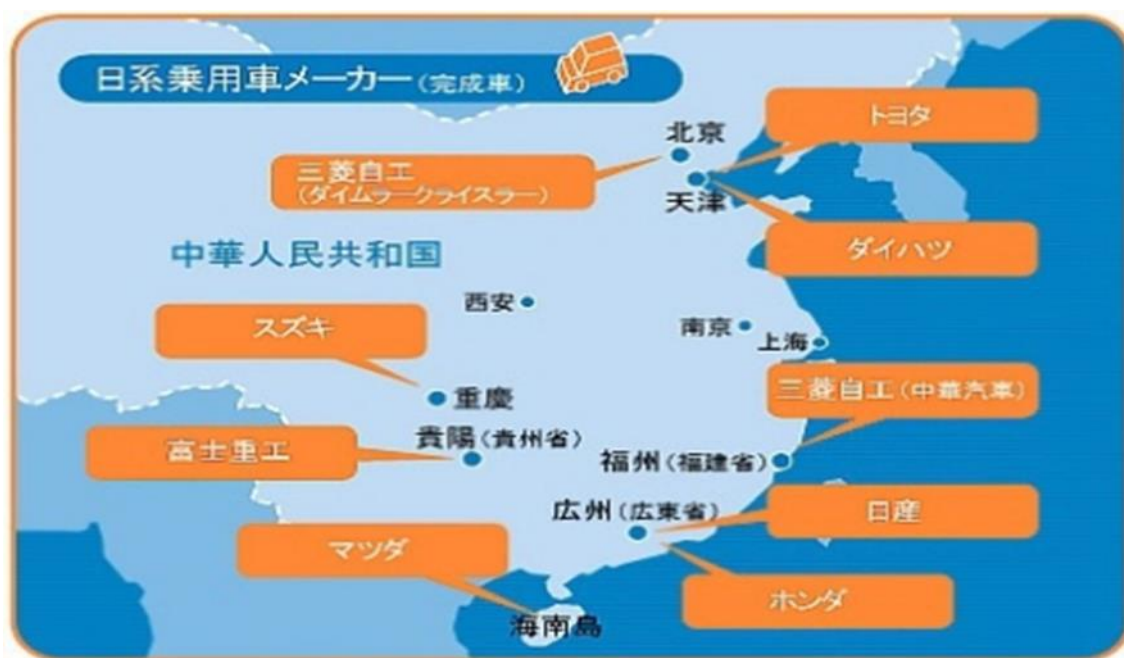 日系乗用車メーカー(完成車)
トヨタ
北京
三菱自工
(ダイムラークライスラー)
天津
ダイハツ
中華人民共和国
西安
南京
スズキ
上海
三菱自工(中華汽車)
重慶
貴陽(貴州省)
富士重工
福州(福建省)
広州(広東省)
日産
マツダ
ホンダ
海南島